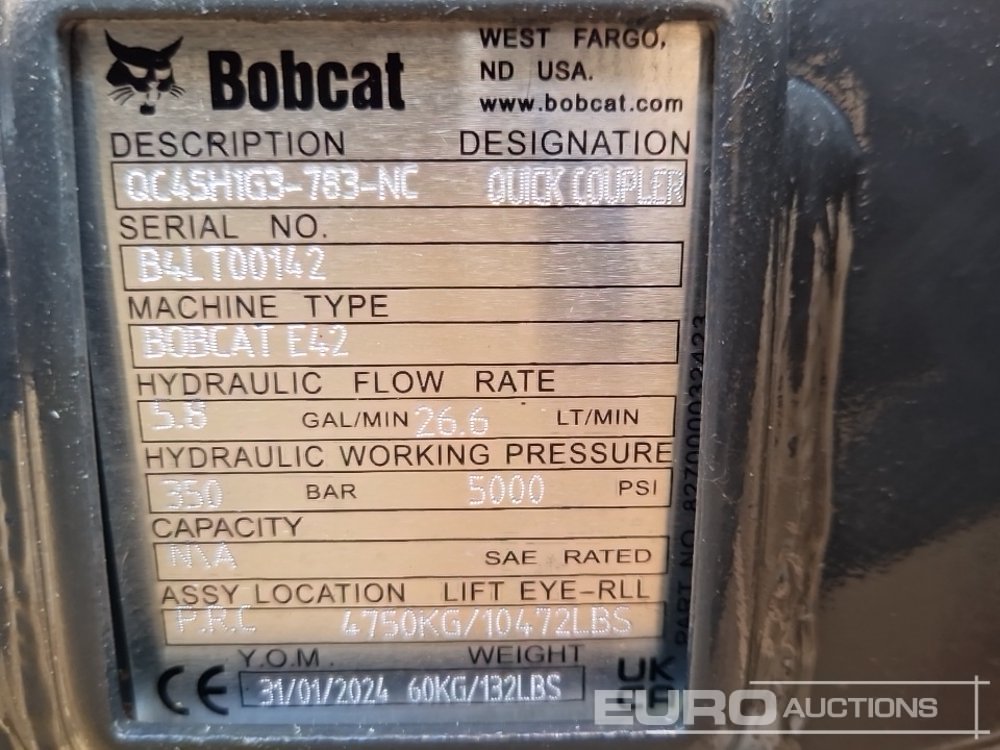 Bobcat
WEST FARGO,
ND USA.
www.bobcat.com
DESCRIPTION DESIGNATION
QC4SH1G3-783-NC QUICK COUPLER
SERIAL NO.
B4LT00142
MACHINE TYPE
BOBCAT E42
HYDRAULIC FLOW RATE
5.8 GAL/MIN 26.6 LT/MIN
HYDRAULIC WORKING PRESSURE
350 BAR 5000 PSI
CAPACITY
N\A SAE RATED
ASSY LOCATION LIFT EYE-RLL
P.R.C 4750KG/10472LBS
Y.O.M. WEIGHT
CE 31/01/2024 60KG/132LBS UK
PART NO.
EURO AUCTIONS